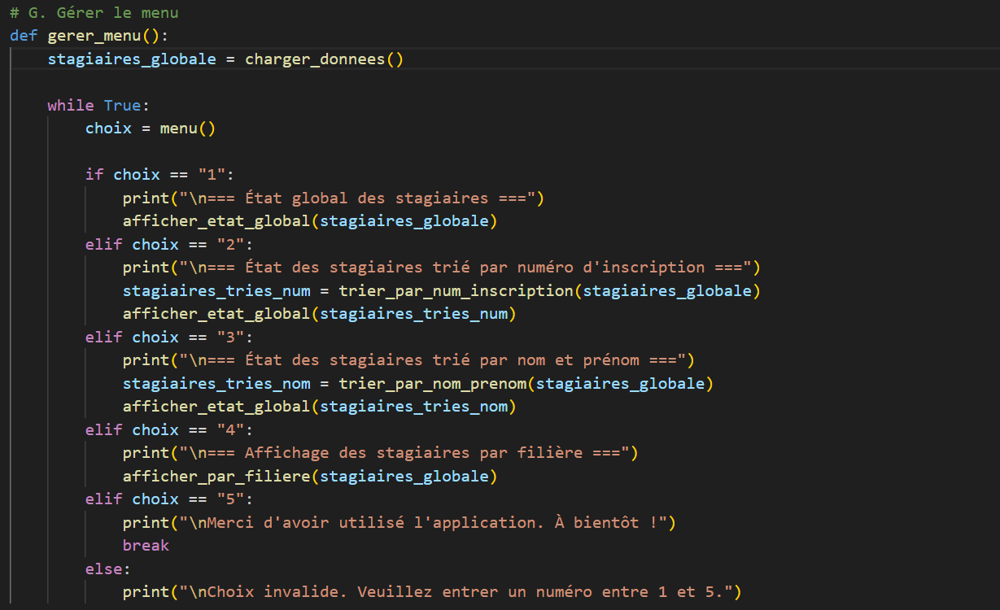 # G. Gérer le menu
def gerer_menu():
    stagiaires_globale = charger_donnees()

    while True:
        choix = menu()

        if choix == "1":
            print("\n=== État global des stagiaires ===")
            afficher_etat_global(stagiaires_globale)
        elif choix == "2":
            print("\n=== État des stagiaires trié par numéro d'inscription ===")
            stagiaires_tries_num = trier_par_num_inscription(stagiaires_globale)
            afficher_etat_global(stagiaires_tries_num)
        elif choix == "3":
            print("\n=== État des stagiaires trié par nom et prénom ===")
            stagiaires_tries_nom = trier_par_nom_prenom(stagiaires_globale)
            afficher_etat_global(stagiaires_tries_nom)
        elif choix == "4":
            print("\n=== Affichage des stagiaires par filière ===")
            afficher_par_filiere(stagiaires_globale)
        elif choix == "5":
            print("\nMerci d'avoir utilisé l'application. À bientôt !")
            break
        else:
            print("\nChoix invalide. Veuillez entrer un numéro entre 1 et 5.")